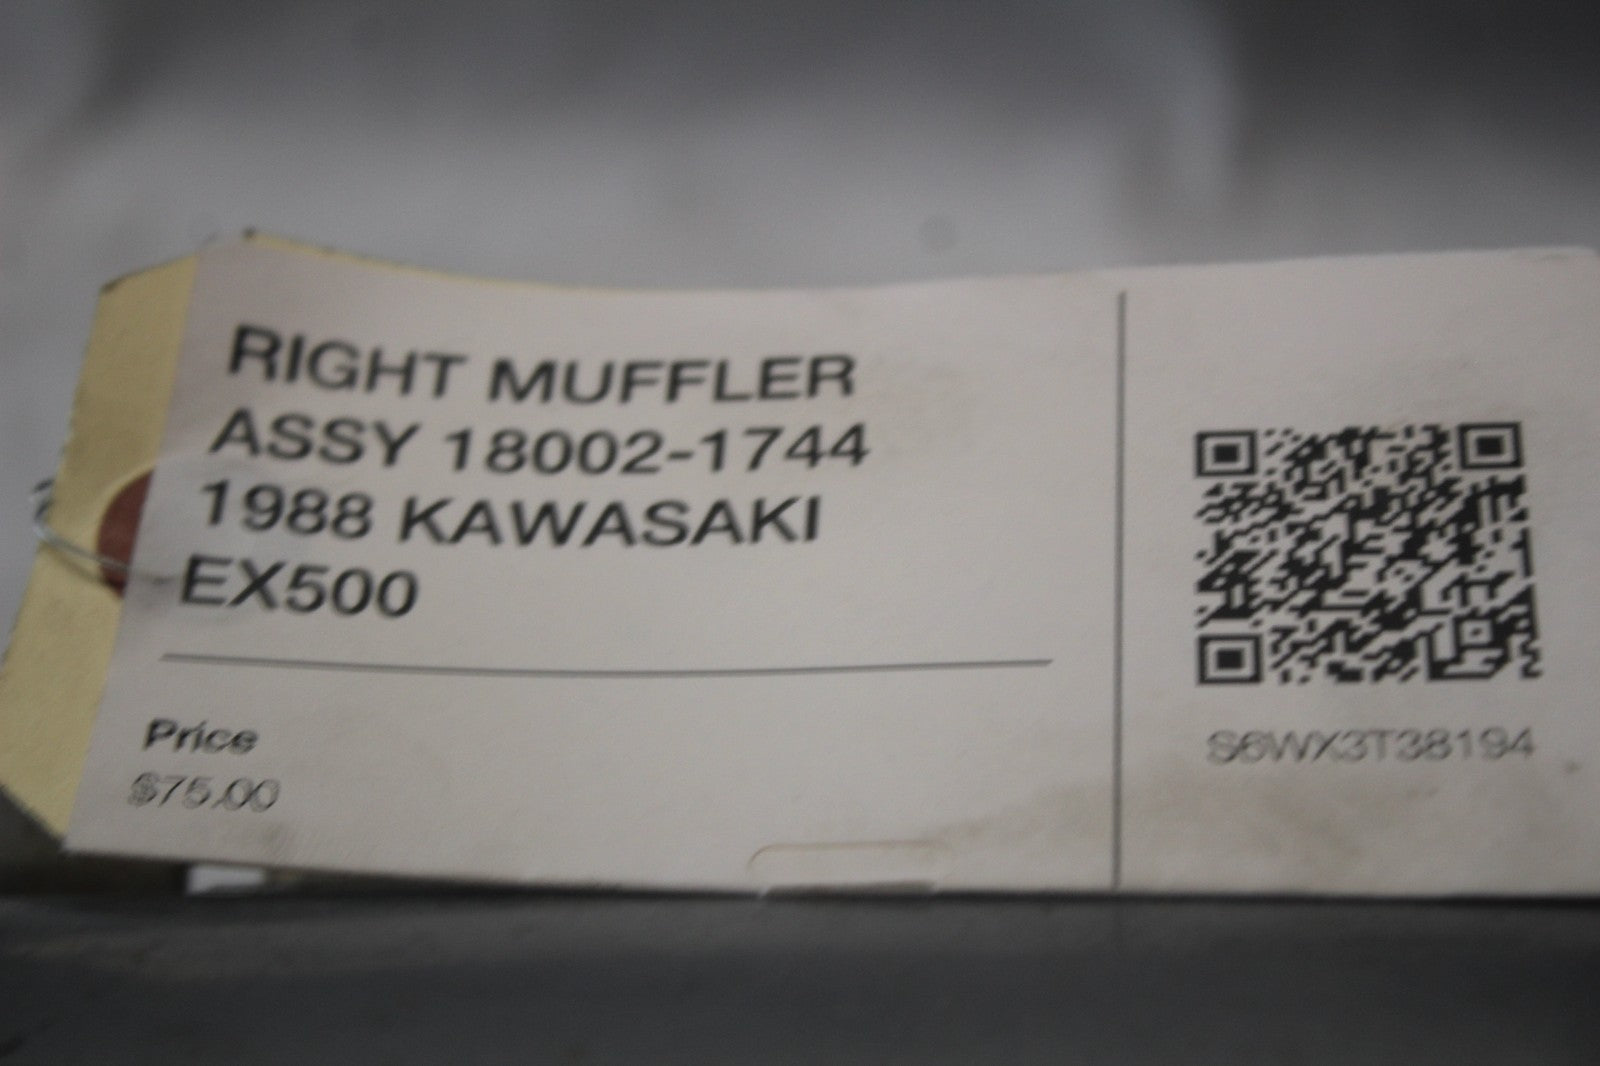 RIGHT MUFFLER
ASSY 18002-1744
1988 KAWASAKI
EX500
Price
$75.00
S6WX3T38194